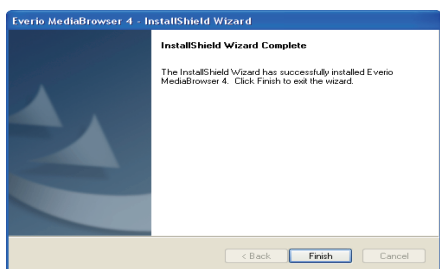 Everio MediaBrowser 4 - InstallShield Wizard
InstallShield Wizard Complete
The InstallShield Wizard has successfully installed Everio
MediaBrowser 4. Click Finish to exit the wizard.
< Back Finish Cancel